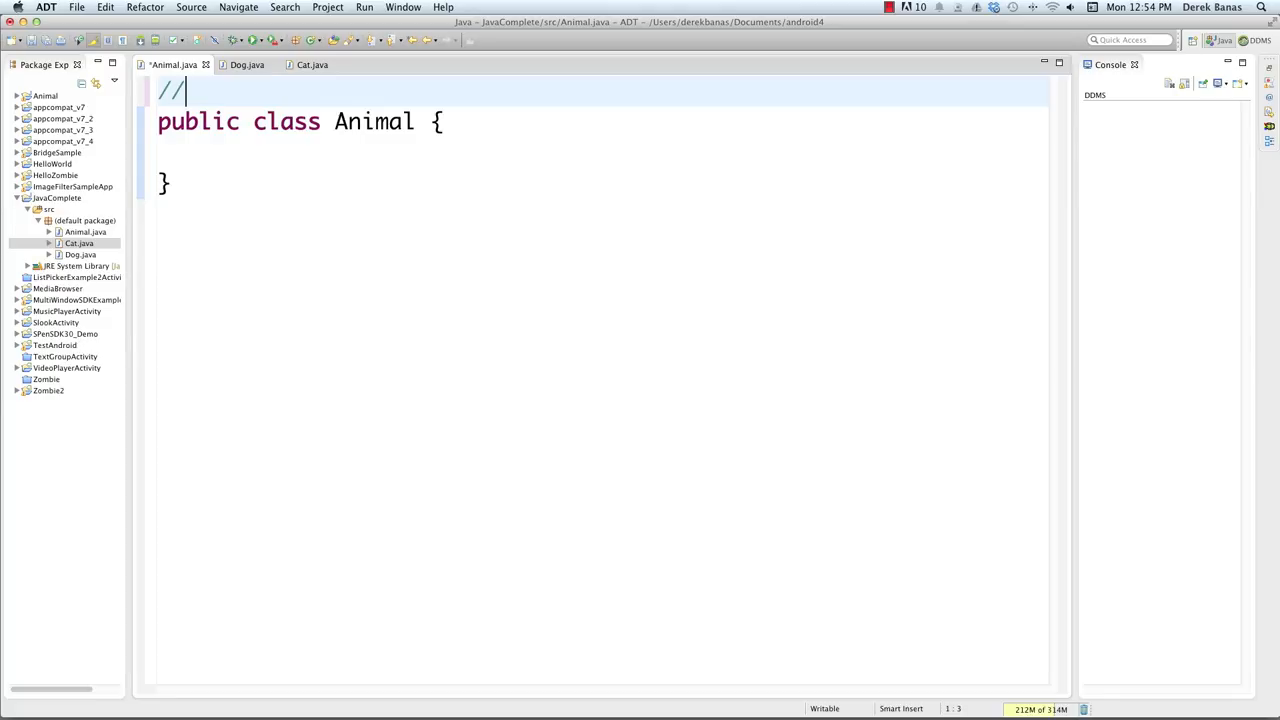 ADT File Edit Refactor Source Navigate Search Project Run Window Help 10 Mon 12:54 PM Derek Banas
Java – JavaComplete/src/Animal.java – ADT – /Users/derekbanas/Documents/android4
Quick Access Java DDMS
Package Exp
Animal
appcompat_v7
appcompat_v7_2
appcompat_v7_3
appcompat_v7_4
BridgeSample
HelloWorld
HelloZombie
ImageFilterSampleApp
JavaComplete
src
(default package)
Animal.java
Cat.java
Dog.java
JRE System Library [Ja
ListPickerExample2Activi
MediaBrowser
MultiWindowSDKExample
MusicPlayerActivity
SlookActivity
SPenSDK30_Demo
TestAndroid
TextGroupActivity
VideoPlayerActivity
Zombie
Zombie2
*Animal.java Dog.java Cat.java
//
public class Animal {
}
Console
DDMS
Writable Smart Insert 1 : 3 212M of 314M